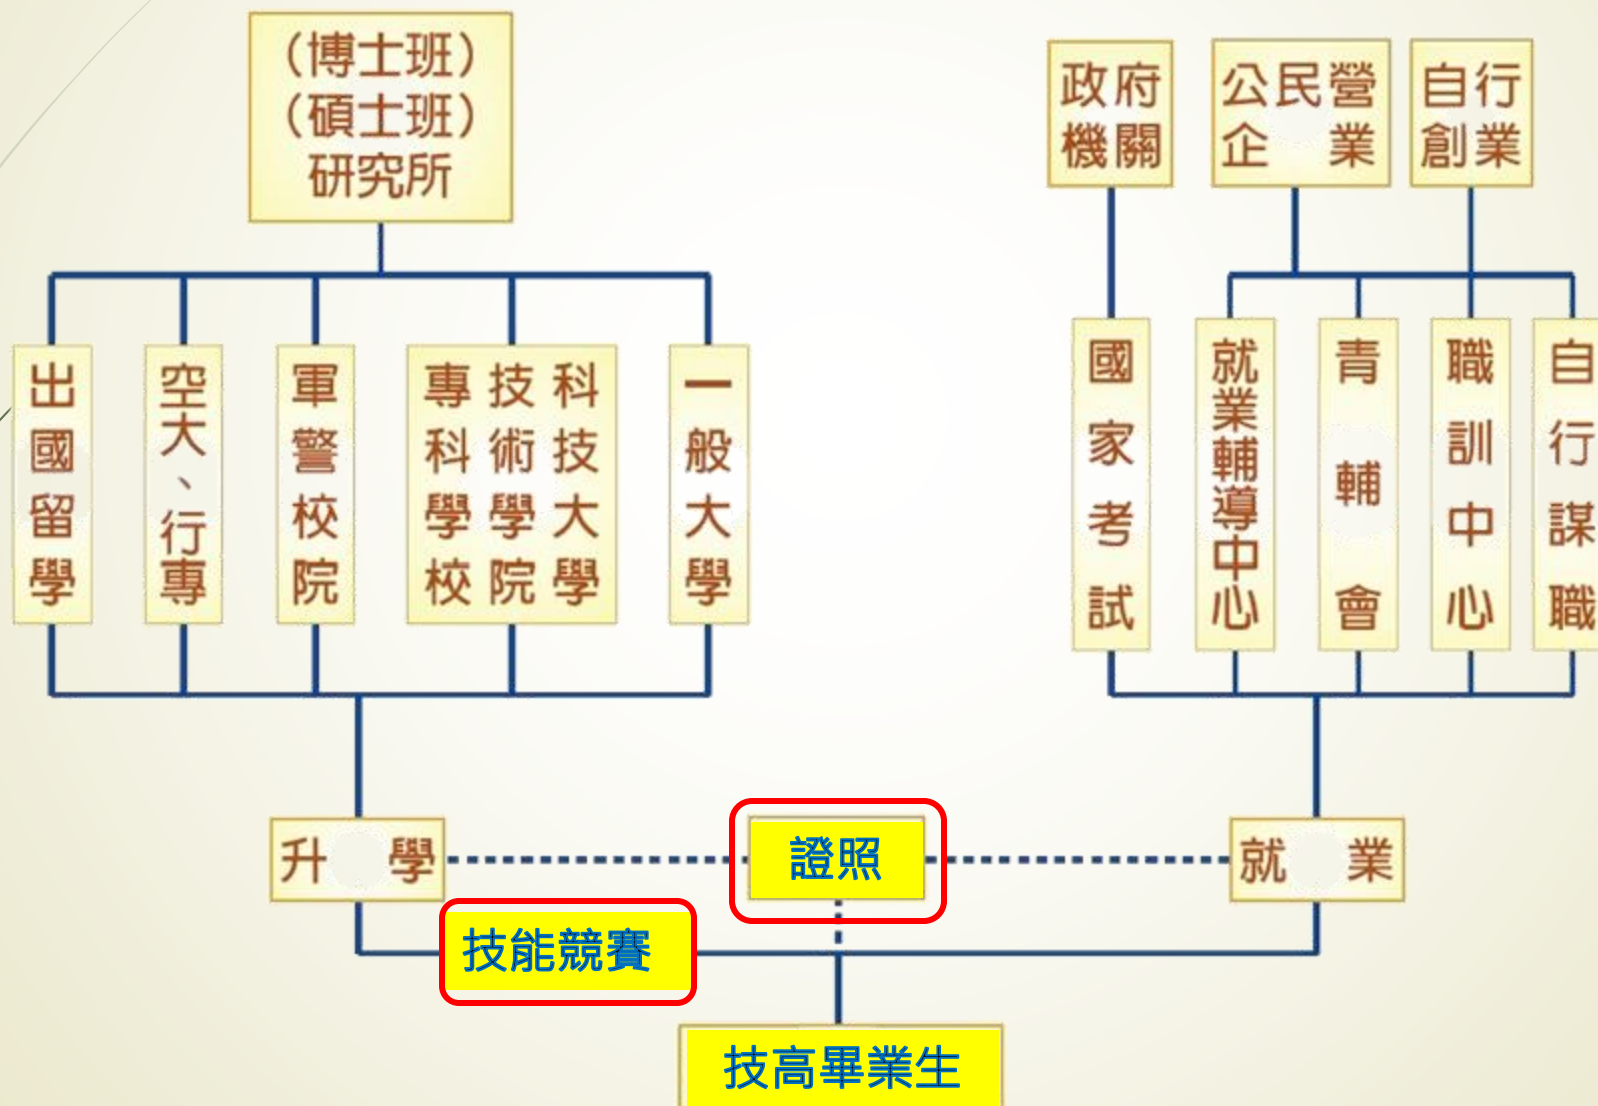 （博士班）
（碩士班）
研究所
政府
機關
公民營
企業
自行
創業
出國留學
空大、行專
軍警校院
科技大學
技術學院
專科學校
一般大學
國家考試
就業輔導中心
青輔會
職訓中心
自行謀職
升學
證照
就業
技能競賽
技高畢業生